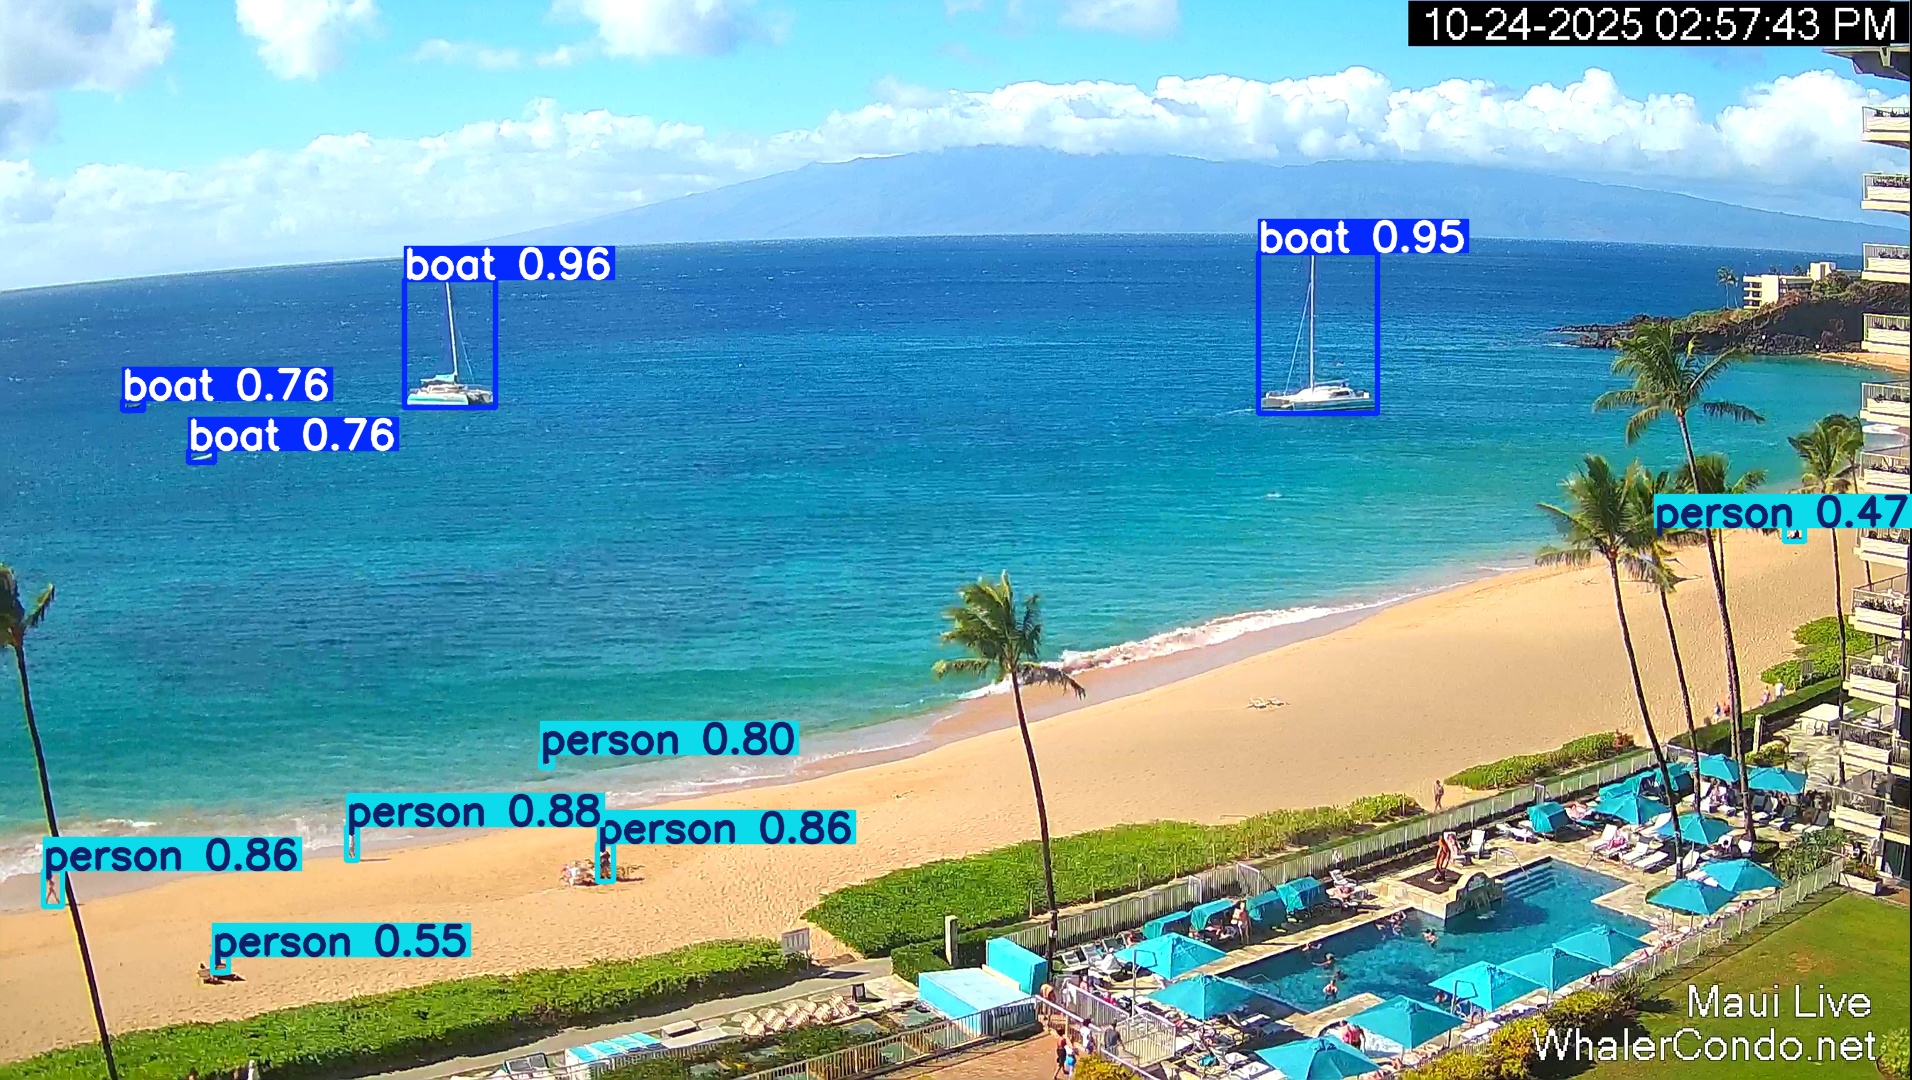 10-24-2025 02:57:43 PM
boat 0.95
boat 0.96
boat 0.76
boat 0.76
person 0.47
person 0.80
person 0.88
person 0.86
person 0.86
person 0.55
Maui Live
WhalerCondo.net